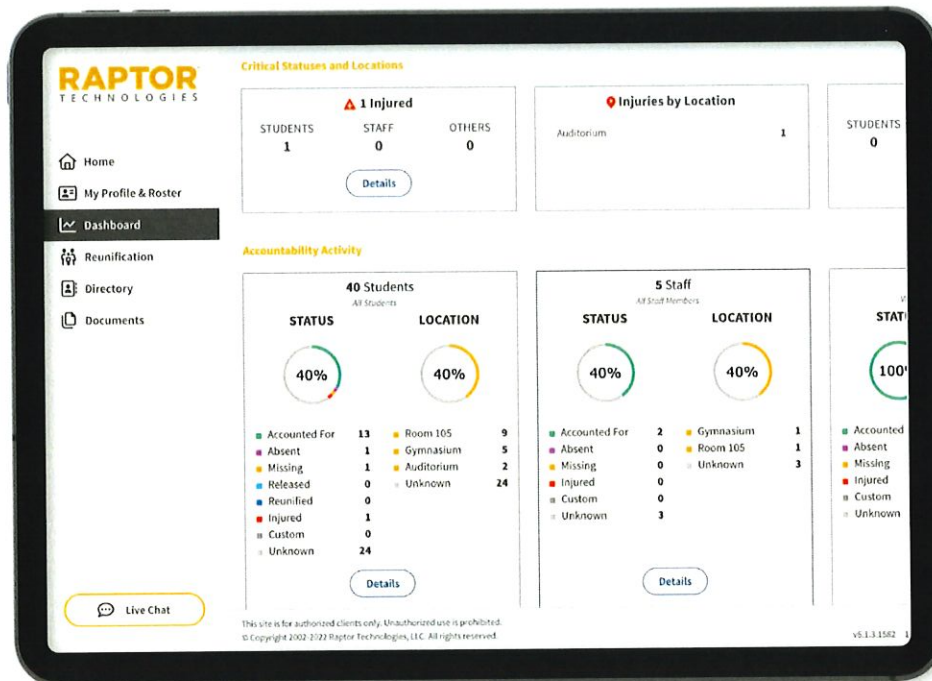 RAPTOR
TECHNOLOGIES
Home
My Profile & Roster
Dashboard
Reunification
Directory
Documents
Live Chat
Critical Statuses and Locations
1 Injured
STUDENTS STAFF OTHERS
1 0 0
Details
Injuries by Location
Auditorium 1
STUDENTS
0
Accountability Activity
40 Students
All Students
STATUS LOCATION
40% 40%
Accounted For 13
Absent 1
Missing 1
Released 0
Reunified 0
Injured 1
Custom 0
Unknown 24
Room 105 9
Gymnasium 5
Auditorium 2
Unknown 24
Details
5 Staff
All Staff Members
STATUS LOCATION
40% 40%
Accounted For 2
Absent 0
Missing 0
Injured 0
Custom 0
Unknown 3
Gymnasium 1
Room 105 1
Unknown 3
Details
100%
Accounted
Absent
Missing
Injured
Custom
Unknown
This site is for authorized clients only. Unauthorized use is prohibited.
© Copyright 2002-2022 Raptor Technologies, LLC. All rights reserved.
v6.1.3.1582